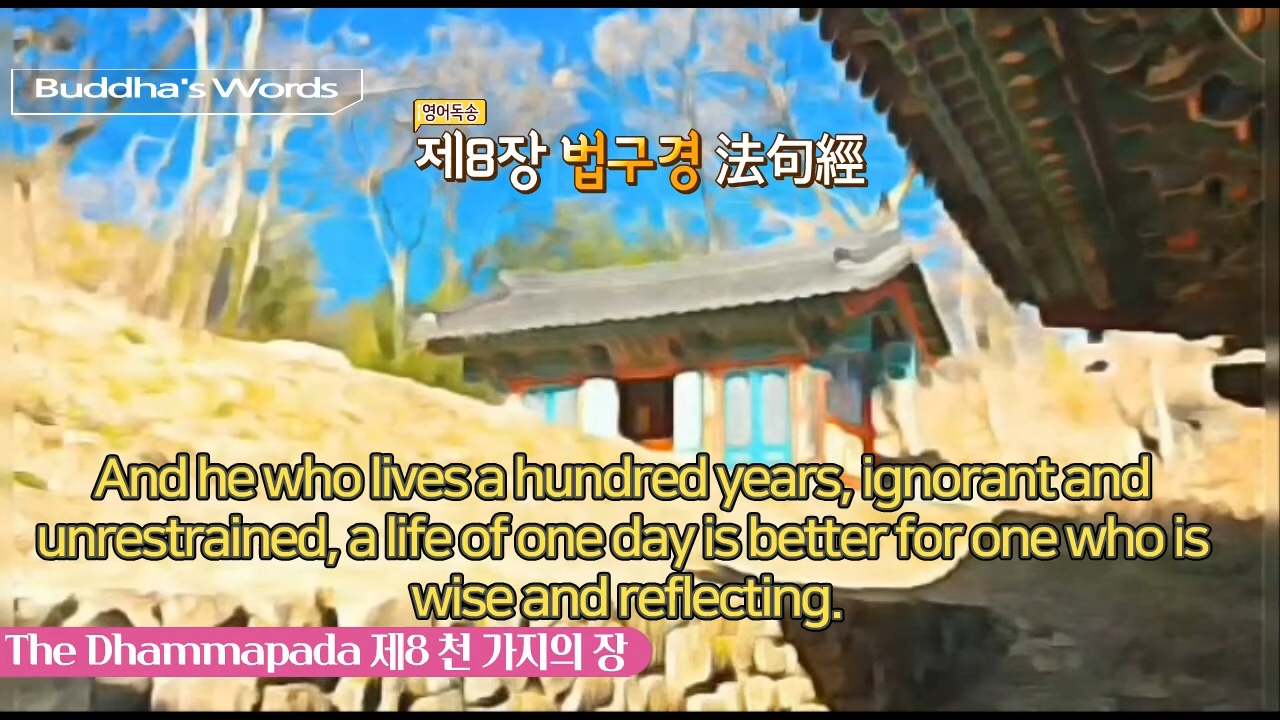 Buddha's Words
영어독송
제8장 법구경 法句經
And he who lives a hundred years, ignorant and
unrestrained, a life of one day is better for one who is
wise and reflecting.
The Dhammapada 제8 천 가지의 장